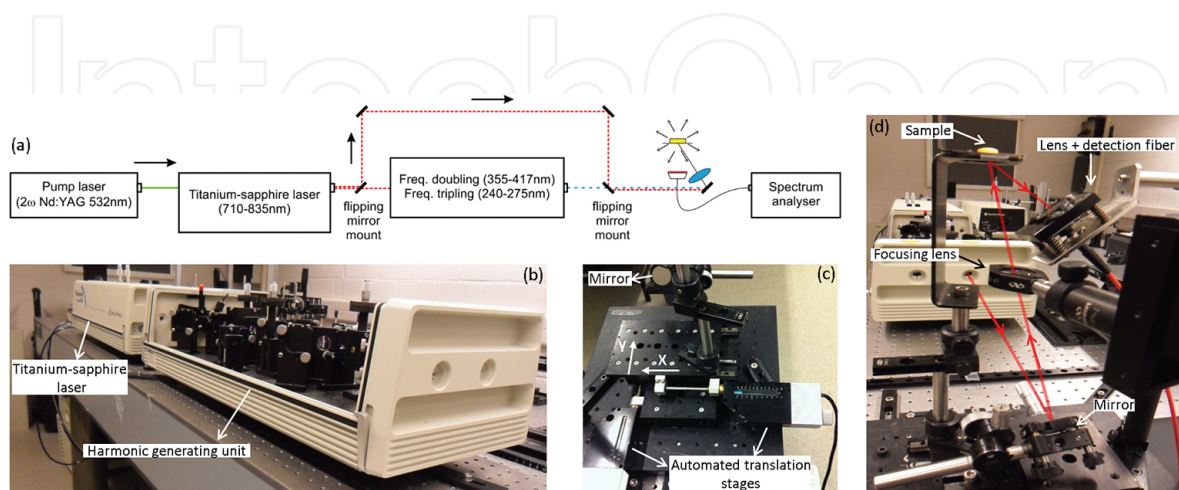 IntechOpen
(a)
Pump laser
(2ω Nd:YAG 532nm)
Titanium-sapphire laser
(710-835nm)
flipping
mirror
mount
Freq. doubling (355-417nm)
Freq. tripling (240-275nm)
flipping
mirror
mount
Spectrum
analyser
(b)
Titanium-sapphire
laser
Harmonic generating unit
(c)
Mirror
Y
X
Automated translation
stages
(d)
Sample
Lens + detection fiber
Focusing lens
Mirror